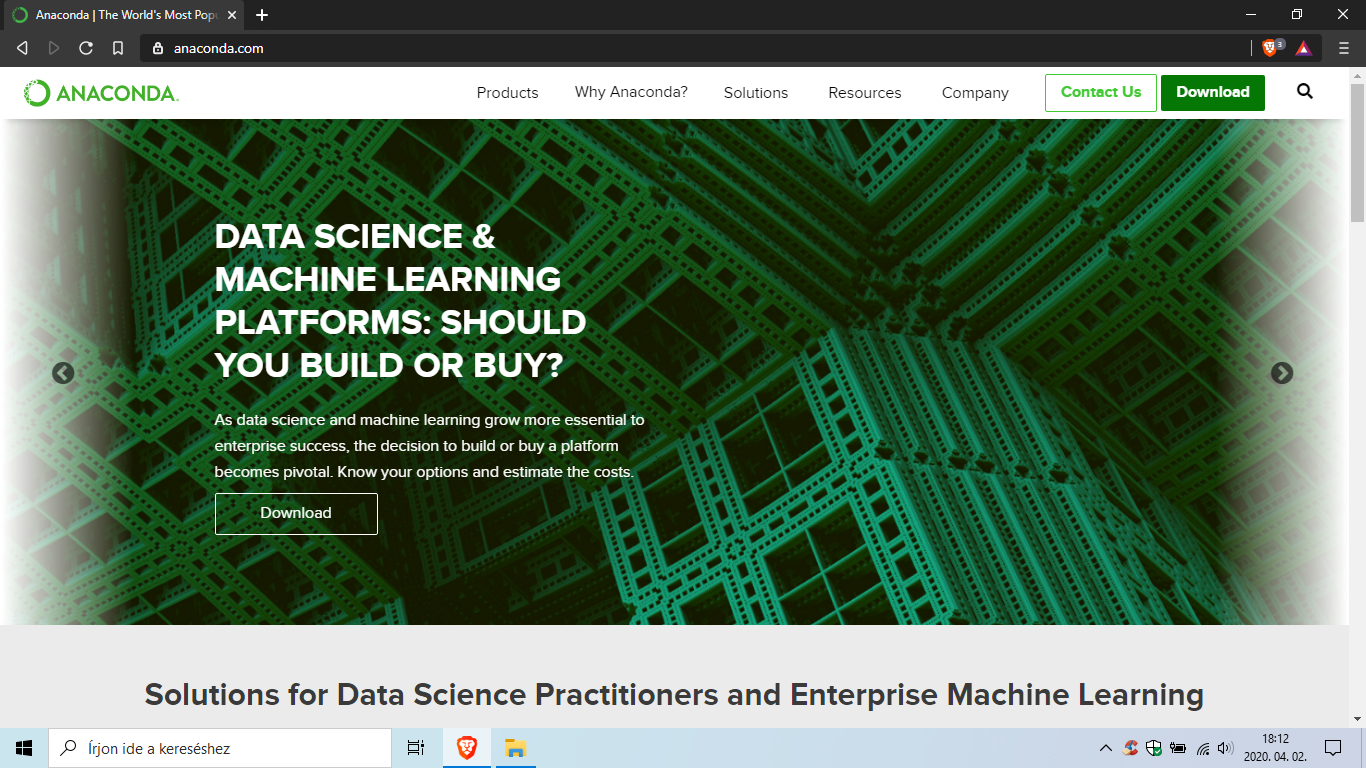 Anaconda | The World's Most Popu
anaconda.com
3
ANACONDA.
Products
Why Anaconda?
Solutions
Resources
Company
Contact Us
Download
DATA SCIENCE &
MACHINE LEARNING
PLATFORMS: SHOULD
YOU BUILD OR BUY?
As data science and machine learning grow more essential to
enterprise success, the decision to build or buy a platform
becomes pivotal. Know your options and estimate the costs.
Download
Solutions for Data Science Practitioners and Enterprise Machine Learning
Írjon ide a kereséshez
18:12
2020. 04. 02.